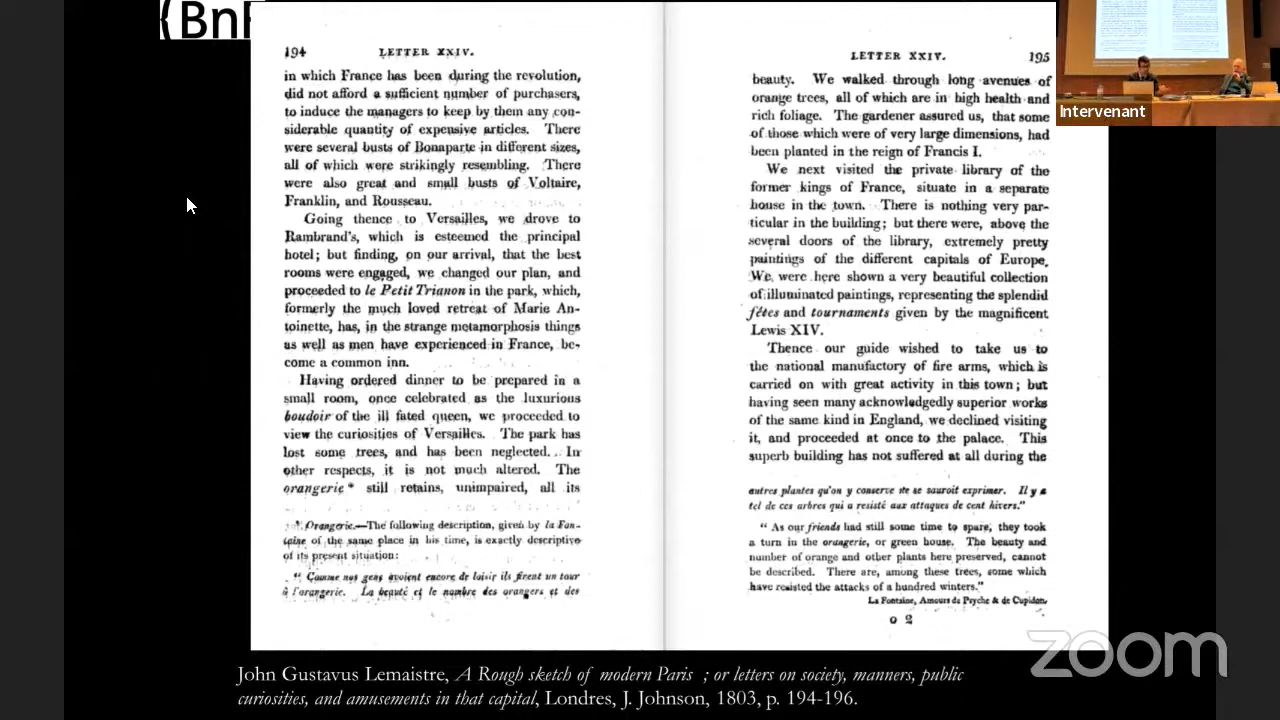 (Bn
194 LETTER XXIV.
in which France has been during the revolution,
did not afford a sufficient number of purchasers,
to induce the managers to keep by them any con-
siderable quantity of expensive articles. There
were several busts of Bonaparte in different sizes,
all of which were strikingly resembling. There
were also great and small busts of Voltaire,
Franklin, and Rousseau.
Going thence to Versailles, we drove to
Rambrand's, which is esteemed the principal
hotel; but finding, on our arrival, that the best
rooms were engaged, we changed our plan, and
proceeded to le Petit Trianon in the park, which,
formerly the much loved retreat of Marie An-
toinette, has, in the strange metamorphosis things
as well as men have experienced in France, be-
come a common inn.
Having ordered dinner to be prepared in a
small room, once celebrated as the luxurious
boudoir of the ill fated queen, we proceeded to
view the curiosities of Versailles. The park has
lost some trees, and has been neglected. In
other respects, it is not much altered. The
orangerie* still retains, unimpaired, all its
* Orangerie.—The following description, given by la Fon-
taine of the same place in his time, is exactly descriptive
of its present situation:
" Comme nos gens avoient encore de loisir ils firent un tour
à l'orangerie. La beauté et le nombre des orangers et des
LETTER XXIV. 195
beauty. We walked through long avenues of
orange trees, all of which are in high health and
rich foliage. The gardener assured us, that some
of those which were of very large dimensions, had
been planted in the reign of Francis I.
We next visited the private library of the
former kings of France, situate in a separate
house in the town. There is nothing very par-
ticular in the building; but there were, above the
several doors of the library, extremely pretty
paintings of the different capitals of Europe.
We were here shown a very beautiful collection
of illuminated paintings, representing the splendid
fêtes and tournaments given by the magnificent
Lewis XIV.
Thence our guide wished to take us to
the national manufactory of fire arms, which is
carried on with great activity in this town; but
having seen many acknowledgedly superior works
of the same kind in England, we declined visiting
it, and proceeded at once to the palace. This
superb building has not suffered at all during the
autres plantes qu'on y conserve ne se sauroit exprimer. Il y a
tel de ces arbres qui a resisté aux attaques de cent hivers."
" As our friends had still some time to spare, they took
a turn in the orangerie, or green house. The beauty and
number of orange and other plants here preserved, cannot
be described. There are, among these trees, some which
have resisted the attacks of a hundred winters."
La Fontaine, Amours de Psyche & de Cupidon.
O 2
Intervenant
zoom
John Gustavus Lemaistre, A Rough sketch of modern Paris ; or letters on society, manners, public
curiosities, and amusements in that capital, Londres, J. Johnson, 1803, p. 194-196.